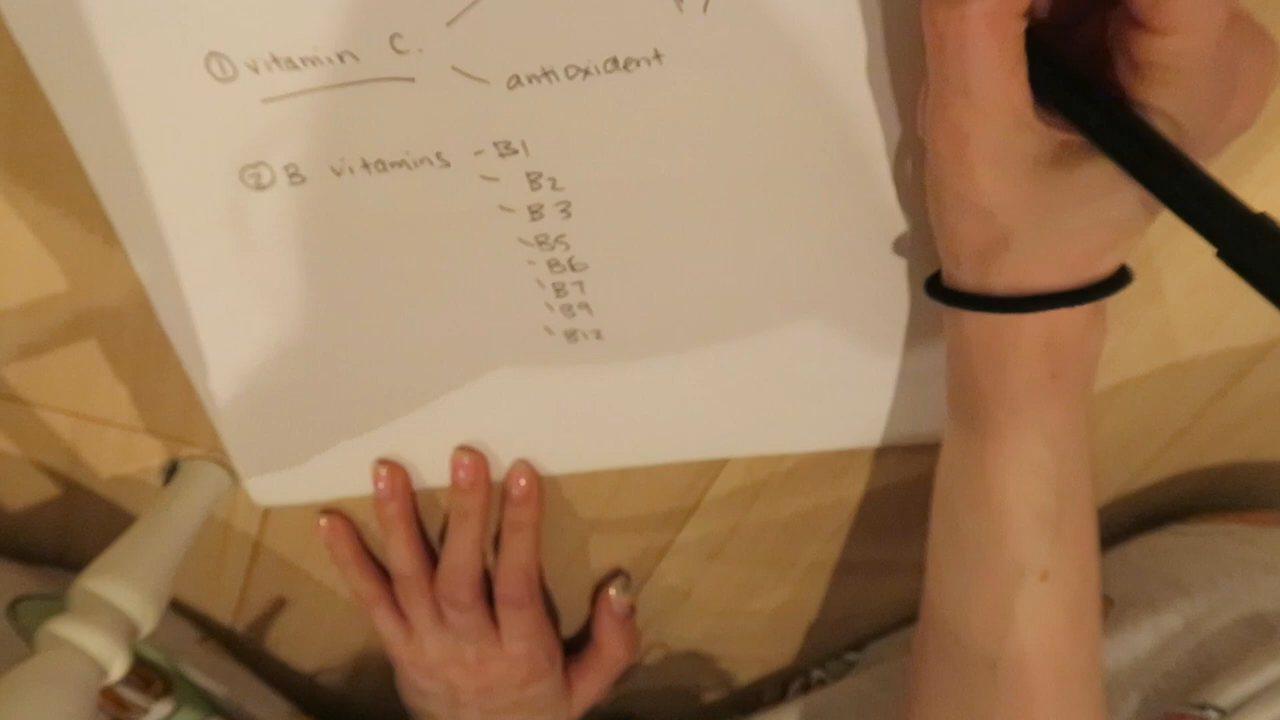 ① vitamin C.
antioxident
② B vitamins - B1
- B2
- B3
- B5
- B6
- B7
- B9
- B12